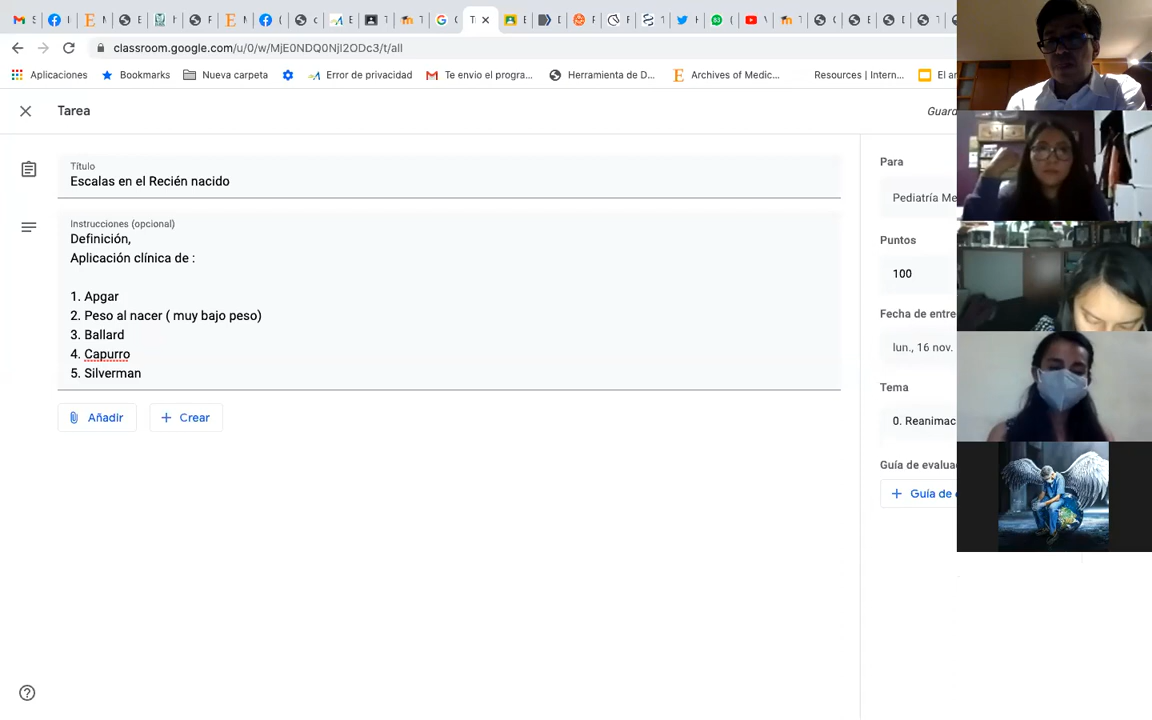 classroom.google.com/u/0/w/MjE0NDQ0NjI2ODc3/t/all
Aplicaciones
Bookmarks
Nueva carpeta
Error de privacidad
Te envio el progra...
Herramienta de D...
Archives of Medic...
Resources | Intern...
El ar
Tarea
Guard
Título
Escalas en el Recién nacido
Instrucciones (opcional)
Definición,
Aplicación clínica de :
1. Apgar
2. Peso al nacer ( muy bajo peso)
3. Ballard
4. Capurro
5. Silverman
Añadir
Crear
Para
Pediatría Me
Puntos
100
Fecha de entre
lun., 16 nov.
Tema
0. Reanimac
Guía de evalua
Guía de